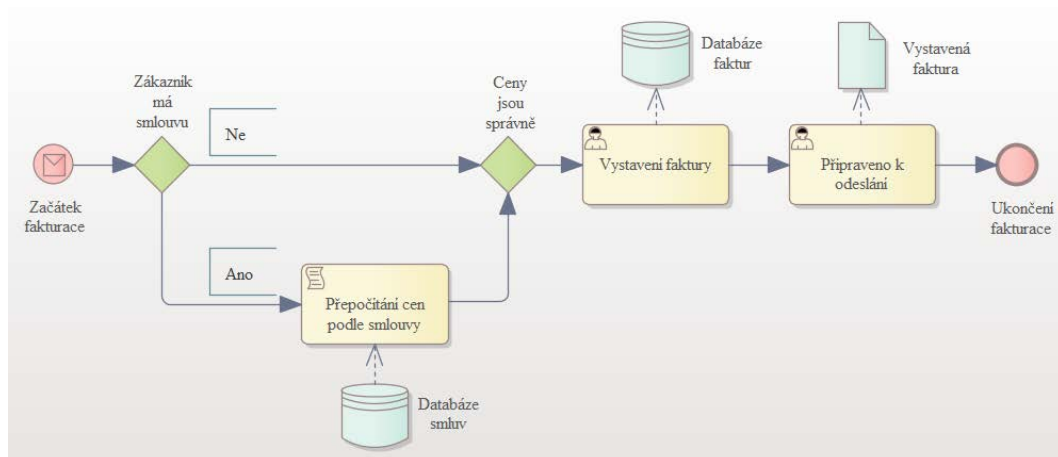 Zákazník
má
smlouvu
Ne
Ceny
jsou
správně
Databáze
faktur
Vystavená
faktura
Vystavení faktury
Připraveno k
odeslání
Začátek
fakturace
Ukončení
fakturace
Ano
Přepočítání cen
podle smlouvy
Databáze
smluv